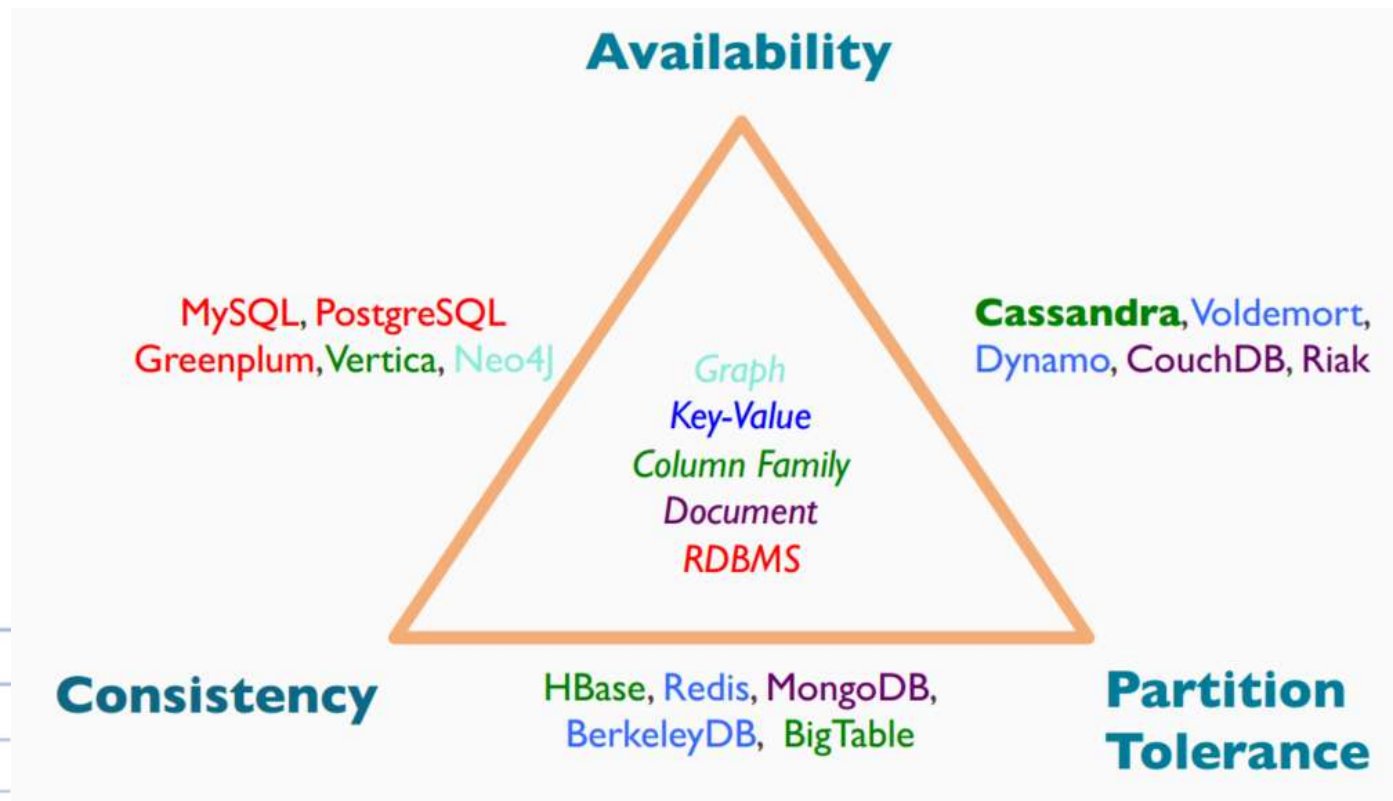 Availability
MySQL, PostgreSQL
Greenplum,Vertica, Neo4J
Cassandra,Voldemort,
Dynamo, CouchDB, Riak
Graph
Key-Value
Column Family
Document
RDBMS
Consistency
HBase, Redis, MongoDB,
BerkeleyDB, BigTable
Partition
Tolerance